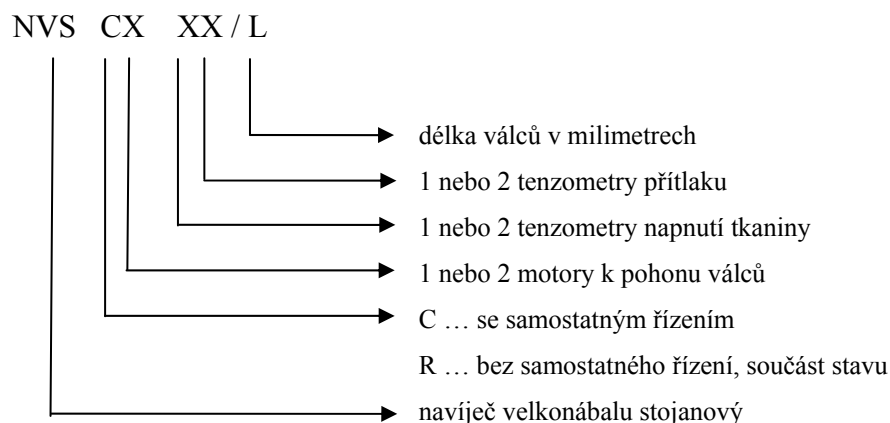 NVS CX XX / L
délka válců v milimetrech
1 nebo 2 tenzometry přítlaku
1 nebo 2 tenzometry napnutí tkaniny
1 nebo 2 motory k pohonu válců
C … se samostatným řízením
R … bez samostatného řízení, součást stavu
navíječ velkonábalu stojanový